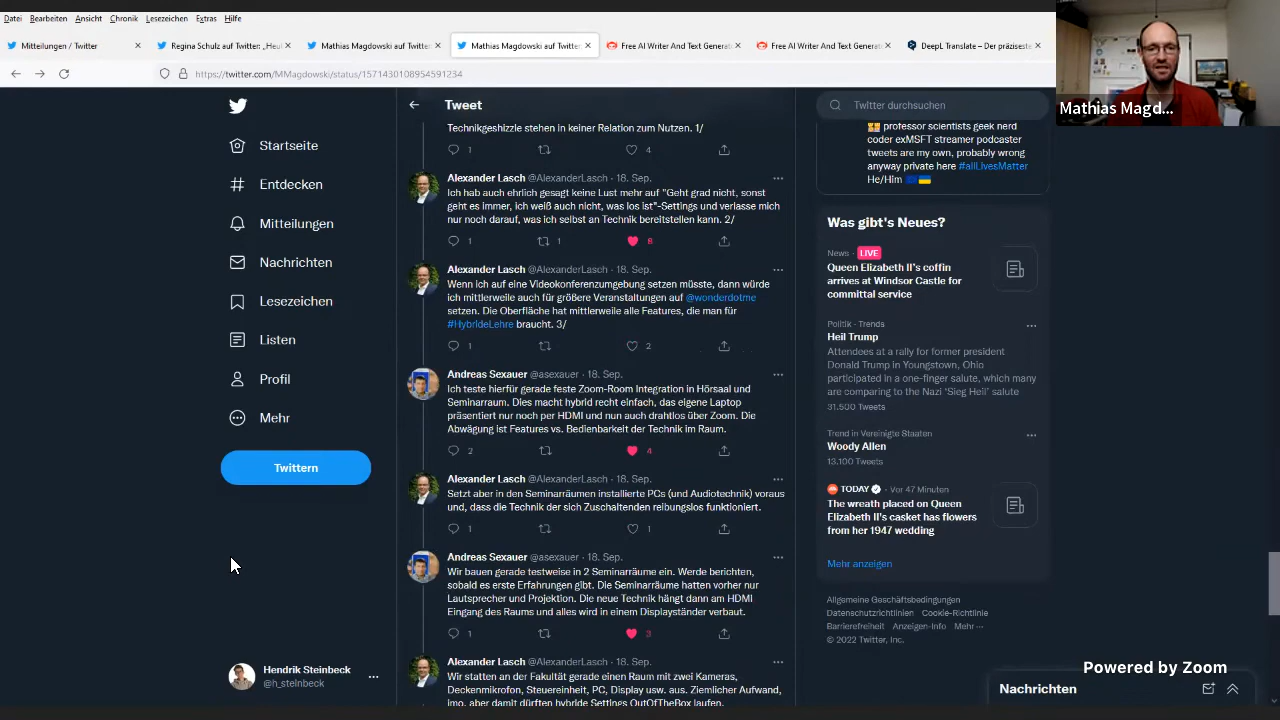 Datei Bearbeiten Ansicht Chronik Lesezeichen Extras Hilfe
Mitteilungen / Twitter
Regina Schulz auf Twitter: „Heu
Mathias Magdowski auf Twitter
Mathias Magdowski auf Twitter:
Free AI Writer And Text Generat
Free AI Writer And Text Generat
DeepL Translate – Der präziseste
https://twitter.com/MMagdowski/status/1571430108954591234
Mathias Magd...
Startseite
Entdecken
Mitteilungen
Nachrichten
Lesezeichen
Listen
Profil
Mehr
Twittern
Hendrik Steinbeck
@h_steinbeck
Tweet
Technikgeshizzle stehen in keiner Relation zum Nutzen. 1/
1 4
Alexander Lasch @AlexanderLasch · 18. Sep.
Ich hab auch ehrlich gesagt keine Lust mehr auf "Geht grad nicht, sonst
geht es immer, ich weiß auch nicht, was los ist"-Settings und verlasse mich
nur noch darauf, was ich selbst an Technik bereitstellen kann. 2/
1 1 6
Alexander Lasch @AlexanderLasch · 18. Sep.
Wenn ich auf eine Videokonferenzumgebung setzen müsste, dann würde
ich mittlerweile auch für größere Veranstaltungen auf @wonderdotme
setzen. Die Oberfläche hat mittlerweile alle Features, die man für
#HybrideLehre braucht. 3/
1 2
Andreas Sexauer @asexauer · 18. Sep.
Ich teste hierfür gerade feste Zoom-Room Integration in Hörsaal und
Seminarraum. Dies macht hybrid recht einfach, das eigene Laptop
präsentiert nur noch per HDMI und nun auch drahtlos über Zoom. Die
Abwägung ist Features vs. Bedienbarkeit der Technik im Raum.
2 4
Alexander Lasch @AlexanderLasch · 18. Sep.
Setzt aber in den Seminarräumen installierte PCs (und Audiotechnik) voraus
und, dass die Technik der sich Zuschaltenden reibungslos funktioniert.
1 1
Andreas Sexauer @asexauer · 18. Sep.
Wir bauen gerade testweise in 2 Seminarräume ein. Werde berichten,
sobald es erste Erfahrungen gibt. Die Seminarräume hatten vorher nur
Lautsprecher und Projektion. Die neue Technik hängt dann am HDMI
Eingang des Raums und alles wird in einem Displayständer verbaut.
1 3
Alexander Lasch @AlexanderLasch · 18. Sep.
Wir statten an der Fakultät gerade einen Raum mit zwei Kameras,
Deckenmikrofon, Steuereinheit, PC, Display usw. aus. Ziemlicher Aufwand,
imo, aber damit dürften hybride Settings OutOfTheBox laufen.
Twitter durchsuchen
professor scientists geek nerd
coder exMSFT streamer podcaster
tweets are my own, probably wrong
anyway private here #allLivesMatter
He/Him
Was gibt's Neues?
News · LIVE
Queen Elizabeth II's coffin
arrives at Windsor Castle for
committal service
Politik · Trends
Heil Trump
Attendees at a rally for former president
Donald Trump in Youngstown, Ohio
participated in a one-finger salute, which many
are comparing to the Nazi 'Sieg Heil' salute
31.500 Tweets
Trend in Vereinigte Staaten
Woody Allen
13.100 Tweets
TODAY · Vor 47 Minuten
The wreath placed on Queen
Elizabeth II's casket has flowers
from her 1947 wedding
Mehr anzeigen
Allgemeine Geschäftsbedingungen
Datenschutzrichtlinien Cookie-Richtlinie
Barrierefreiheit Anzeigen-Info Mehr ···
© 2022 Twitter, Inc.
Powered by Zoom
Nachrichten